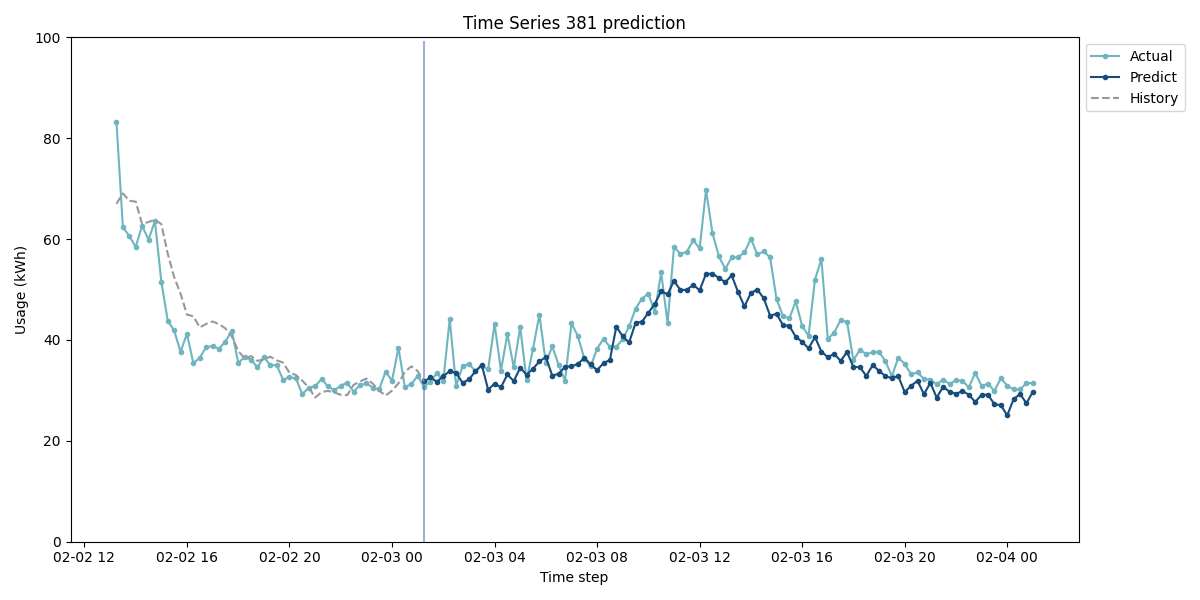 Time Series 381 prediction
Actual
Predict
History
Usage (kWh)
100
80
60
40
20
0
02-02 12
02-02 16
02-02 20
02-03 00
02-03 04
02-03 08
02-03 12
02-03 16
02-03 20
02-04 00
Time step